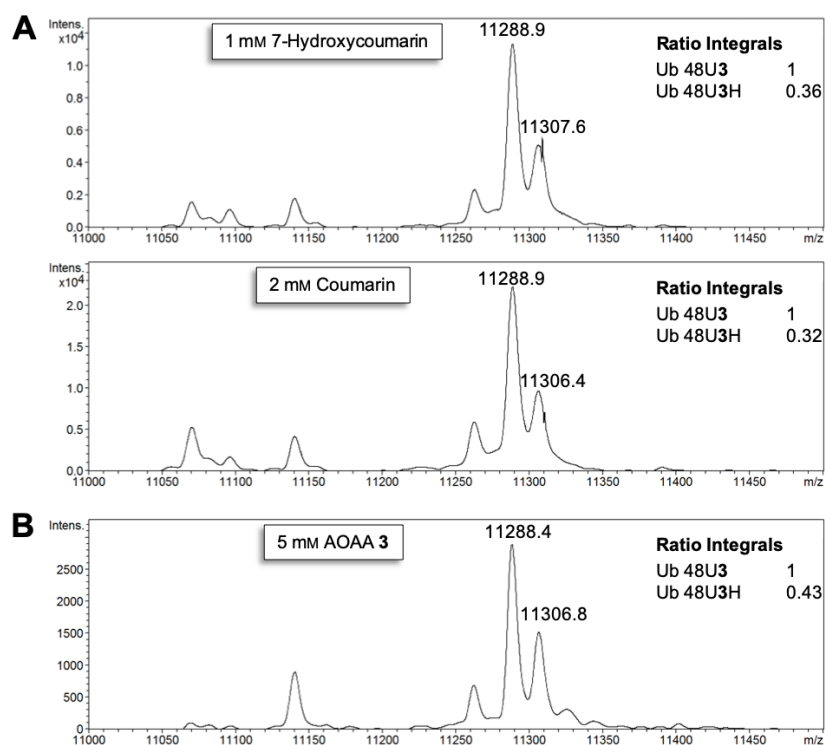 A
Intens.
x10⁴
1 mM 7-Hydroxycoumarin
11288.9
11307.6
Ratio Integrals
Ub 48U3 1
Ub 48U3H 0.36
1.0
0.8
0.6
0.4
0.2
0.0
11000 11050 11100 11150 11200 11250 11300 11350 11400 11450 m/z
Intens.
x10⁴
2 mM Coumarin
11288.9
11306.4
Ratio Integrals
Ub 48U3 1
Ub 48U3H 0.32
2.0
1.5
1.0
0.5
0.0
11000 11050 11100 11150 11200 11250 11300 11350 11400 11450 m/z
B
Intens.
5 mM AOAA 3
11288.4
11306.8
Ratio Integrals
Ub 48U3 1
Ub 48U3H 0.43
2500
2000
1500
1000
500
0
11000 11050 11100 11150 11200 11250 11300 11350 11400 11450 m/z